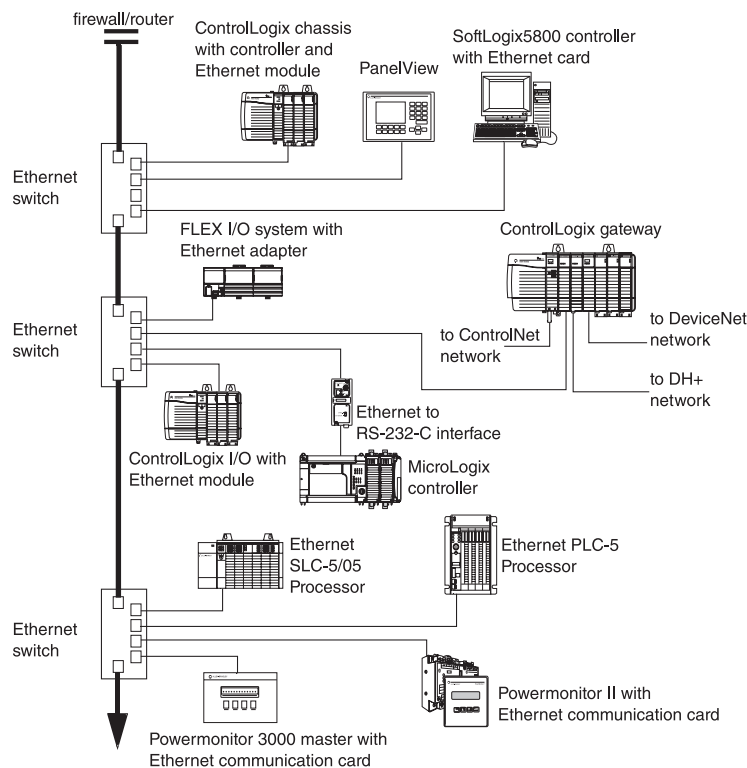 firewall/router
ControlLogix chassis
with controller and
Ethernet module
PanelView
SoftLogix5800 controller
with Ethernet card
Ethernet
switch
FLEX I/O system with
Ethernet adapter
ControlLogix gateway
Ethernet
switch
to ControlNet
network
to DeviceNet
network
to DH+
network
Ethernet to
RS-232-C interface
ControlLogix I/O with
Ethernet module
MicroLogix
controller
Ethernet
SLC-5/05
Processor
Ethernet PLC-5
Processor
Ethernet
switch
Powermonitor II with
Ethernet communication card
Powermonitor 3000 master with
Ethernet communication card